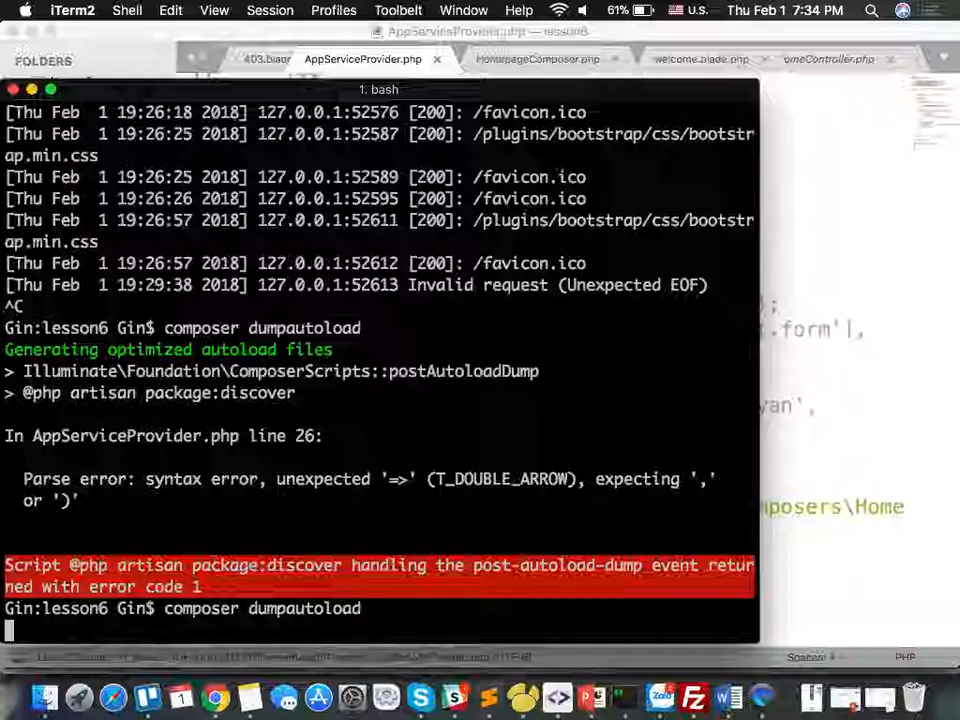 iTerm2 Shell Edit View Session Profiles Toolbelt Window Help 61% U.S. Thu Feb 1 7:34 PM
AppServiceProvider.php — lesson6
FOLDERS
AppServiceProvider.php
HomepageComposer.php
welcome.blade.php
omeController.php
1. bash
[Thu Feb 1 19:26:18 2018] 127.0.0.1:52576 [200]: /favicon.ico
[Thu Feb 1 19:26:25 2018] 127.0.0.1:52587 [200]: /plugins/bootstrap/css/bootstr
ap.min.css
[Thu Feb 1 19:26:25 2018] 127.0.0.1:52589 [200]: /favicon.ico
[Thu Feb 1 19:26:26 2018] 127.0.0.1:52595 [200]: /favicon.ico
[Thu Feb 1 19:26:57 2018] 127.0.0.1:52611 [200]: /plugins/bootstrap/css/bootstr
ap.min.css
[Thu Feb 1 19:26:57 2018] 127.0.0.1:52612 [200]: /favicon.ico
[Thu Feb 1 19:29:38 2018] 127.0.0.1:52613 Invalid request (Unexpected EOF)
^C
Gin:lesson6 Gin$ composer dumpautoload
Generating optimized autoload files
> Illuminate\Foundation\ComposerScripts::postAutoloadDump
> @php artisan package:discover
In AppServiceProvider.php line 26:
Parse error: syntax error, unexpected '=>' (T_DOUBLE_ARROW), expecting ','
or ')'
Script @php artisan package:discover handling the post-autoload-dump event retur
ned with error code 1
Gin:lesson6 Gin$ composer dumpautoload
);
.form'],
van',
mposers\Home
PHP